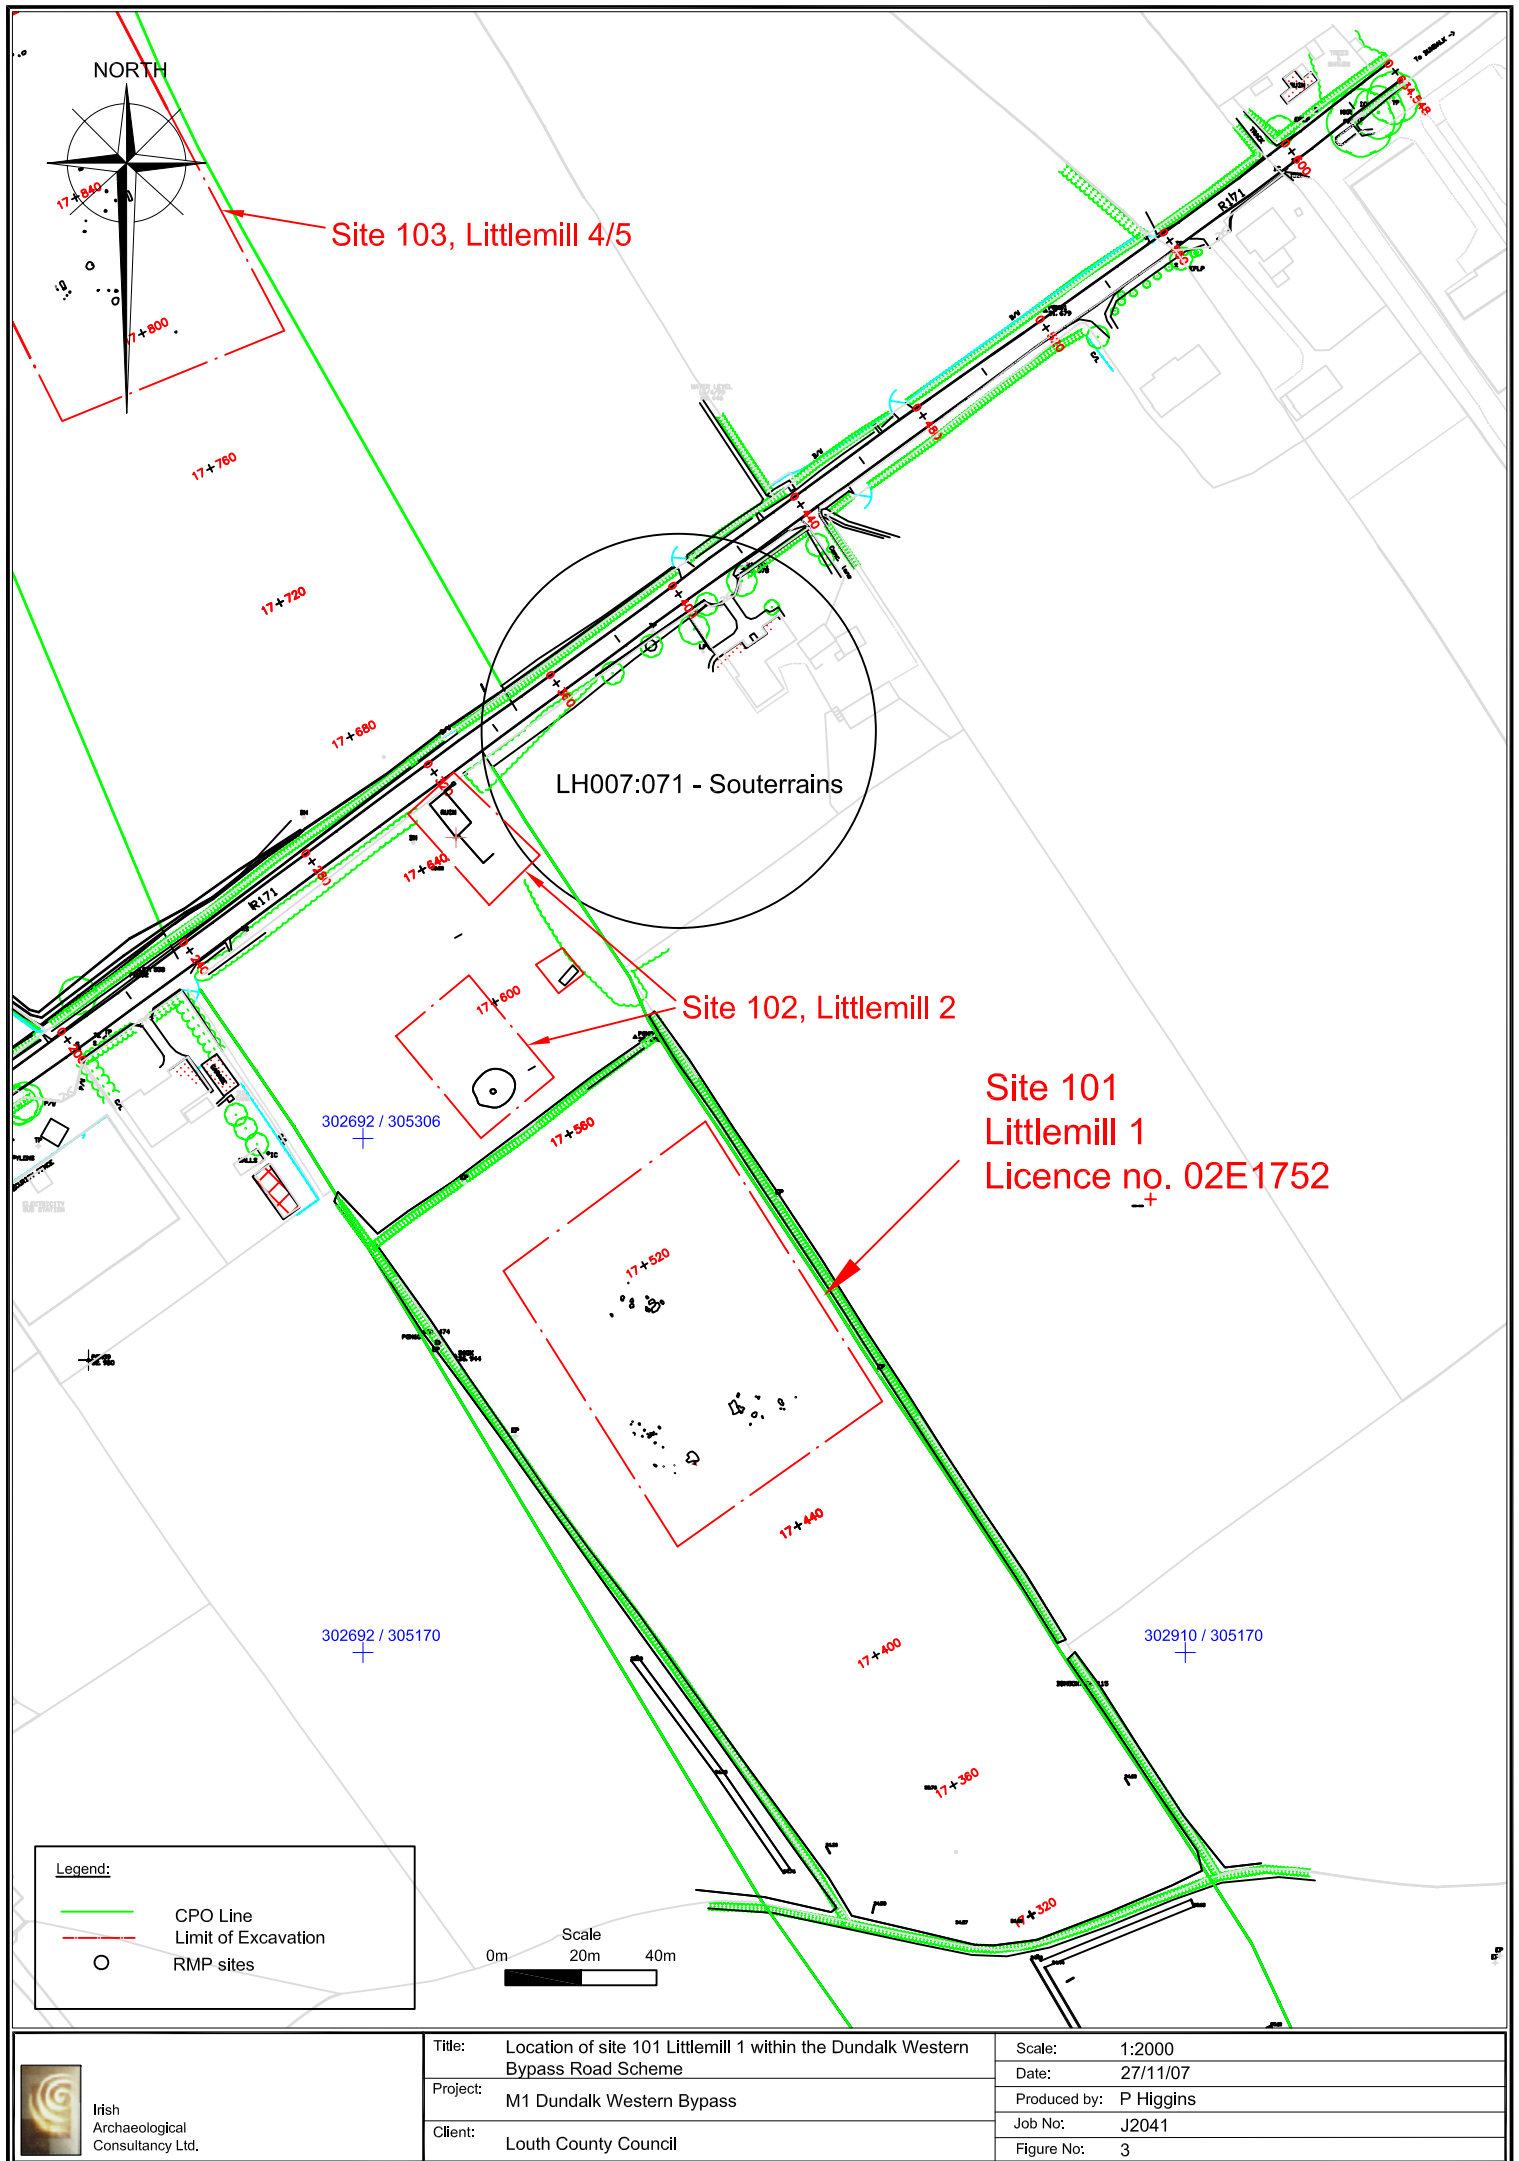 NORTH
17+840
Site 103, Littlemill 4/5
17+800
To DUNDALK ->
RUIN
TRACK
R171
17+760
17+720
17+680
LH007:071 - Souterrains
RUIN
17+640
R171
17+600
Site 102, Littlemill 2
302692 / 305306
17+560
Site 101
Littlemill 1
Licence no. 02E1752
17+520
17+440
302692 / 305170
302910 / 305170
17+400
17+360
17+320
Legend:
CPO Line
Limit of Excavation
RMP sites
Scale
0m 20m 40m
Irish
Archaeological
Consultancy Ltd.
Title: Location of site 101 Littlemill 1 within the Dundalk Western
Bypass Road Scheme
Project: M1 Dundalk Western Bypass
Client: Louth County Council
Scale: 1:2000
Date: 27/11/07
Produced by: P Higgins
Job No: J2041
Figure No: 3